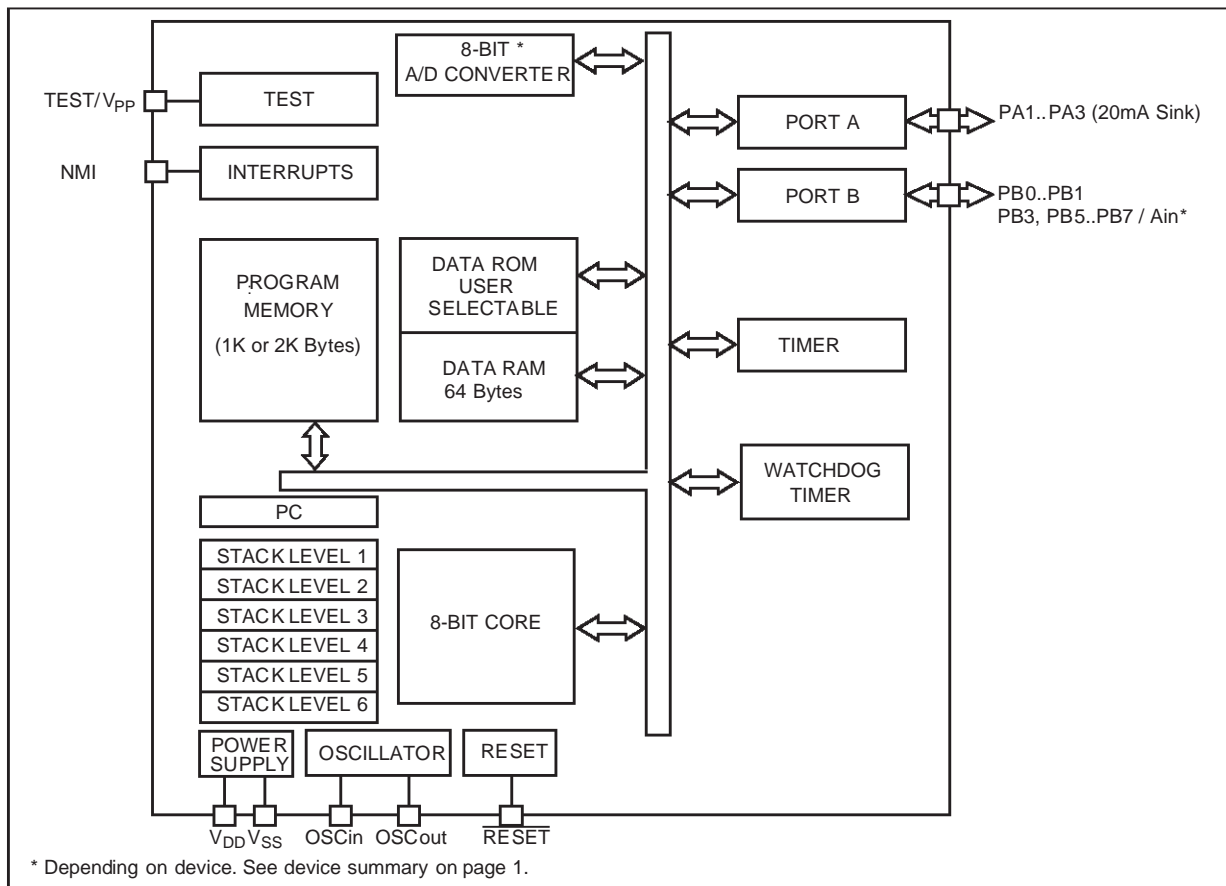 8-BIT *
A/D CONVERTER
TEST/VPP
TEST
PORT A
PA1..PA3 (20mA Sink)
NMI
INTERRUPTS
PORT B
PB0..PB1
PB3, PB5..PB7 / Ain*
PROGRAM
MEMORY
(1K or 2K Bytes)
DATA ROM
USER
SELECTABLE
DATA RAM
64 Bytes
TIMER
WATCHDOG
TIMER
PC
STACK LEVEL 1
STACK LEVEL 2
STACK LEVEL 3
STACK LEVEL 4
STACK LEVEL 5
STACK LEVEL 6
8-BIT CORE
POWER
SUPPLY
OSCILLATOR
RESET
VDD VSS OSCin OSCout RESET
* Depending on device. See device summary on page 1.